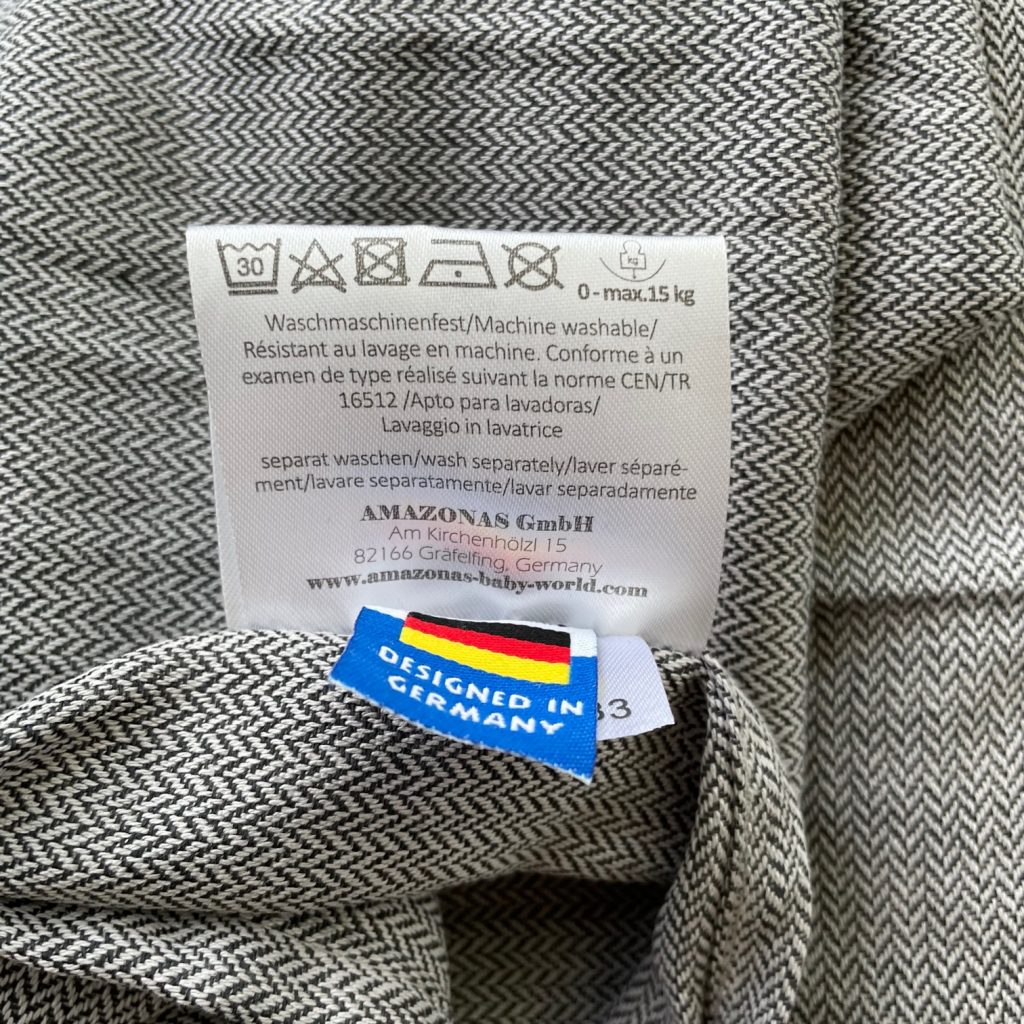 30
kg
0-max.15 kg
Waschmaschinenfest/Machine washable/
Résistant au lavage en machine. Conforme à un
examen de type réalisé suivant la norme CEN/TR
16512 /Apto para lavadoras/
Lavaggio in lavatrice
separat waschen/wash separately/laver séparé-
ment/lavare separatamente/lavar separadamente
AMAZONAS GmbH
Am Kirchenhölzl 15
82166 Gräfelfing, Germany
www.amazonas-baby-world.com
DESIGNED IN
GERMANY
33